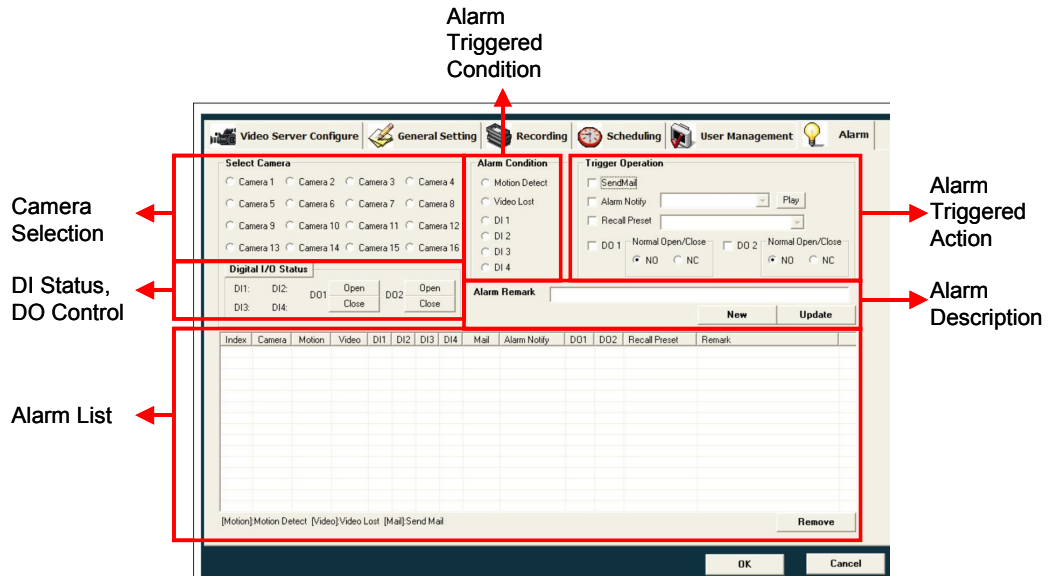 Alarm
Triggered
Condition
Video Server Configure General Setting Recording Scheduling User Management Alarm
Select Camera
Camera 1 Camera 2 Camera 3 Camera 4
Camera 5 Camera 6 Camera 7 Camera 8
Camera 9 Camera 10 Camera 11 Camera 12
Camera 13 Camera 14 Camera 15 Camera 16
Alarm Condition
Motion Detect
Video Lost
DI 1
DI 2
DI 3
DI 4
Trigger Operation
SendMail
Alarm Notify Play
Recall Preset
DO 1 Normal Open/Close NO NC DO 2 Normal Open/Close NO NC
Camera
Selection
Alarm
Triggered
Action
Digital I/O Status
DI1: DI2: DO1 Open DO2 Open
DI3: DI4: Close Close
DI Status,
DO Control
Alarm Remark
New Update
Alarm
Description
Index Camera Motion Video DI1 DI2 DI3 DI4 Mail Alarm Notify DO1 DO2 Recall Preset Remark
Alarm List
[Motion]:Motion Detect [Video]:Video Lost [Mail]:Send Mail Remove
OK Cancel